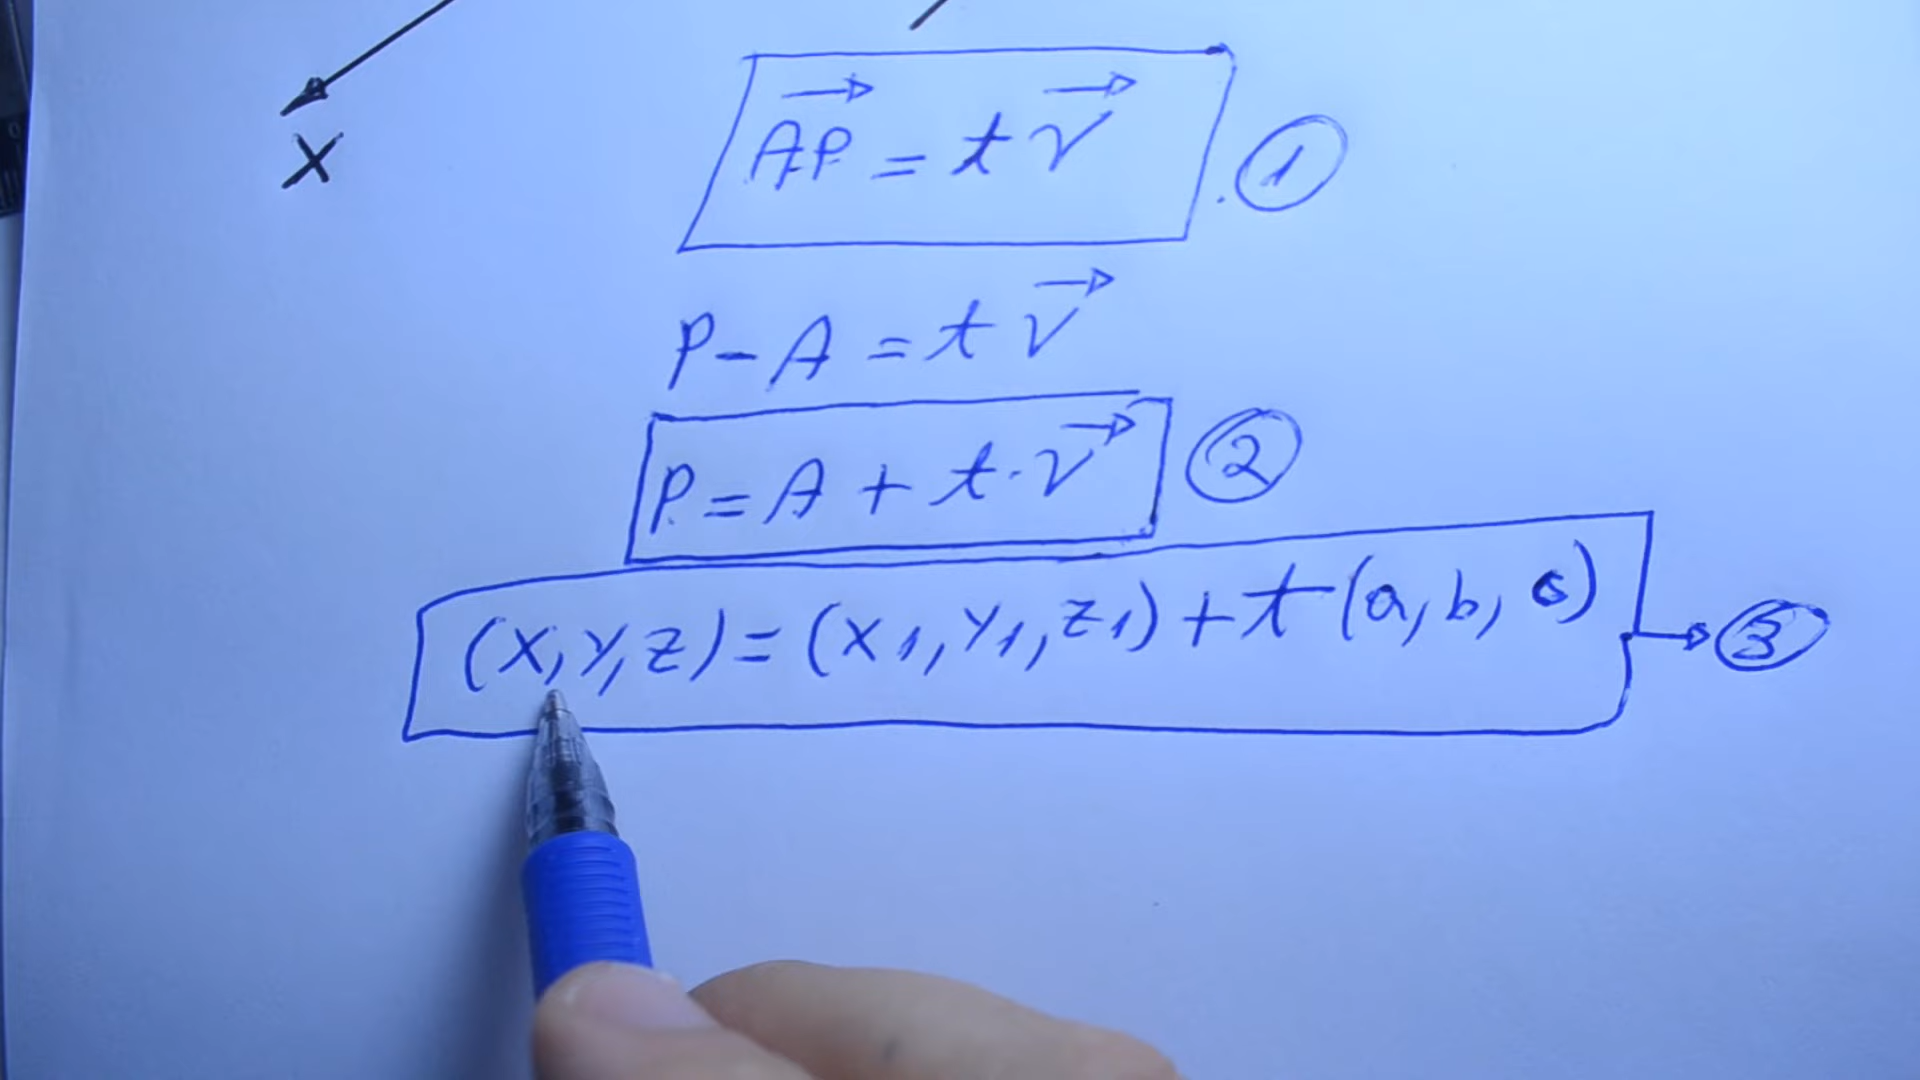 X
→AP = t→v ①
P - A = t→v
P = A + t·→v ②
(x,y,z) = (x1,y1,z1) + t(a,b,c) → ③